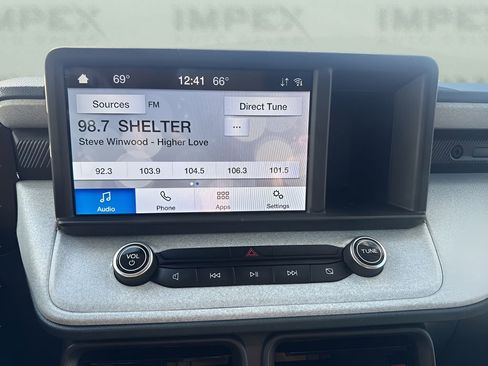 IMPEX
69° 12:41 66°
Sources FM Direct Tune
98.7 SHELTER ...
Steve Winwood - Higher Love
92.3 103.9 104.5 106.3 101.5
Audio Phone Apps Settings
VOL TUNE